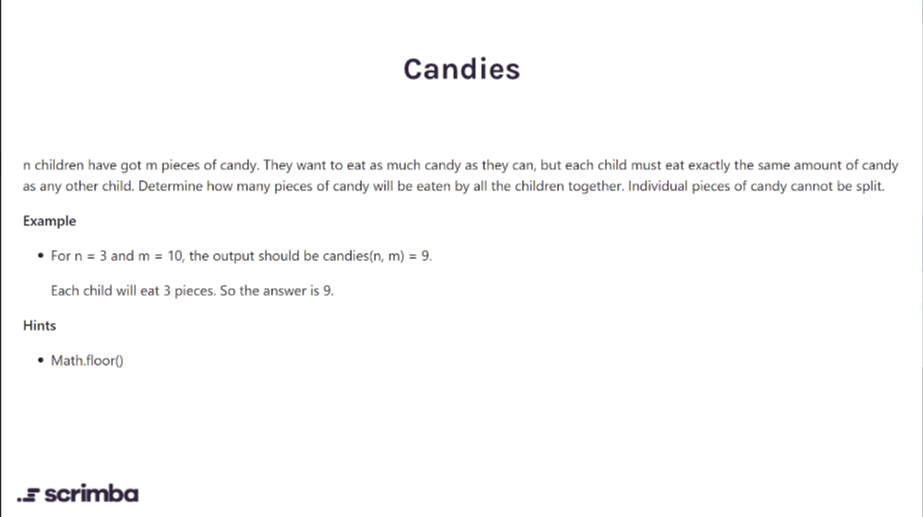 Candies
n children have got m pieces of candy. They want to eat as much candy as they can, but each child must eat exactly the same amount of candy
as any other child. Determine how many pieces of candy will be eaten by all the children together. Individual pieces of candy cannot be split.
Example
• For n = 3 and m = 10, the output should be candies(n, m) = 9.
Each child will eat 3 pieces. So the answer is 9.
Hints
• Math.floor()
scrimba